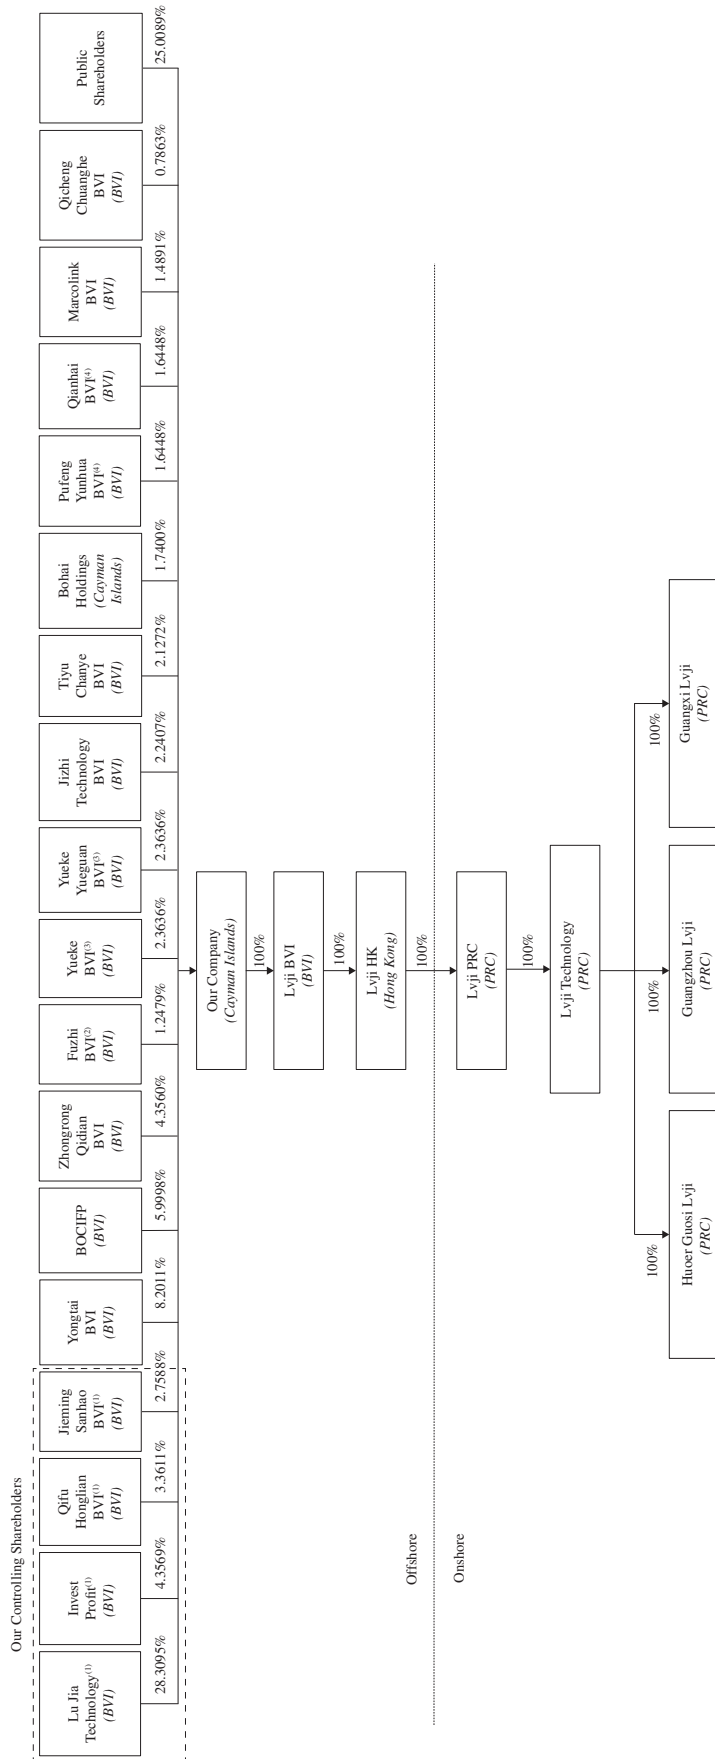 Our Controlling Shareholders
Lu Jia
Technology(1)
(BVI)
Invest
Profit(1)
(BVI)
Qifu
Honglian
BVI(1)
(BVI)
Jieming
Sanhao
BVI(1)
(BVI)
Yongtai
BVI
(BVI)
BOCIFP
(BVI)
Zhongrong
Qidian
BVI
(BVI)
Fuzhi
BVI(2)
(BVI)
Yueke
BVI(3)
(BVI)
Yueke
Yueguan
BVI(3)
(BVI)
Jizhi
Technology
BVI
(BVI)
Tiyu
Chanye
BVI
(BVI)
Bohai
Holdings
(Cayman
Islands)
Pufeng
Yunhua
BVI(4)
(BVI)
Qianhai
BVI(4)
(BVI)
Marcolink
BVI
(BVI)
Qicheng
Chuanghe
BVI
(BVI)
Public
Shareholders
28.3095%
4.3569%
3.3611%
2.7588%
8.2011%
5.9998%
4.3560%
1.2479%
2.3636%
2.3636%
2.2407%
2.1272%
1.7400%
1.6448%
1.6448%
1.4891%
0.7863%
25.0089%
Our Company
(Cayman Islands)
100%
Lvji BVI
(BVI)
100%
Lvji HK
(Hong Kong)
100%
Offshore
Onshore
Lvji PRC
(PRC)
100%
Lvji Technology
(PRC)
100%
100%
100%
Huoer Guosi Lvji
(PRC)
Guangzhou Lvji
(PRC)
Guangxi Lvji
(PRC)